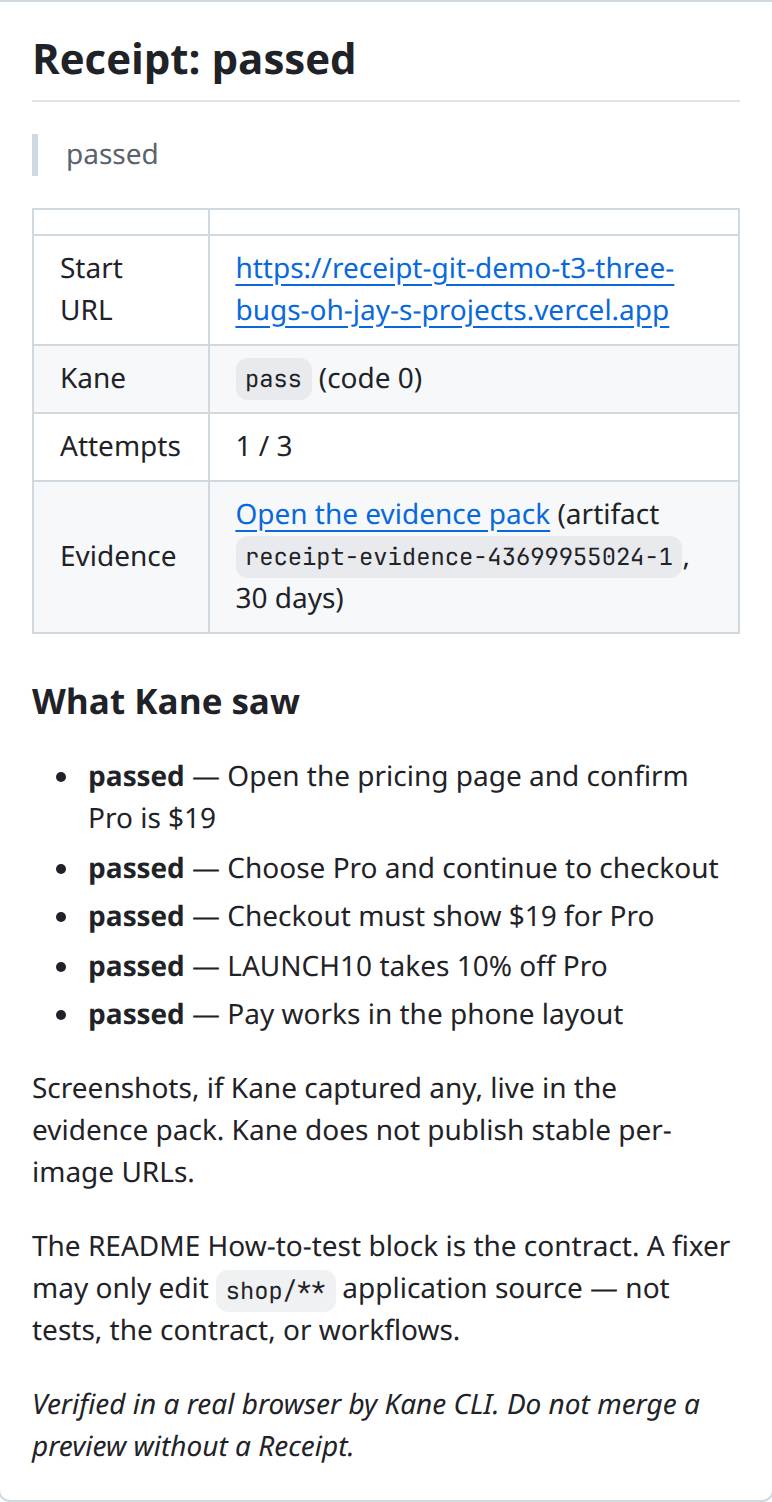 Receipt: passed
passed
Start
URL
https://receipt-git-demo-t3-three-
bugs-oh-jay-s-projects.vercel.app
Kane
pass (code 0)
Attempts
1 / 3
Evidence
Open the evidence pack (artifact
receipt-evidence-43699955024-1,
30 days)
What Kane saw
• passed — Open the pricing page and confirm
Pro is $19
• passed — Choose Pro and continue to checkout
• passed — Checkout must show $19 for Pro
• passed — LAUNCH10 takes 10% off Pro
• passed — Pay works in the phone layout
Screenshots, if Kane captured any, live in the
evidence pack. Kane does not publish stable per-
image URLs.
The README How-to-test block is the contract. A fixer
may only edit shop/** application source — not
tests, the contract, or workflows.
Verified in a real browser by Kane CLI. Do not merge a
preview without a Receipt.